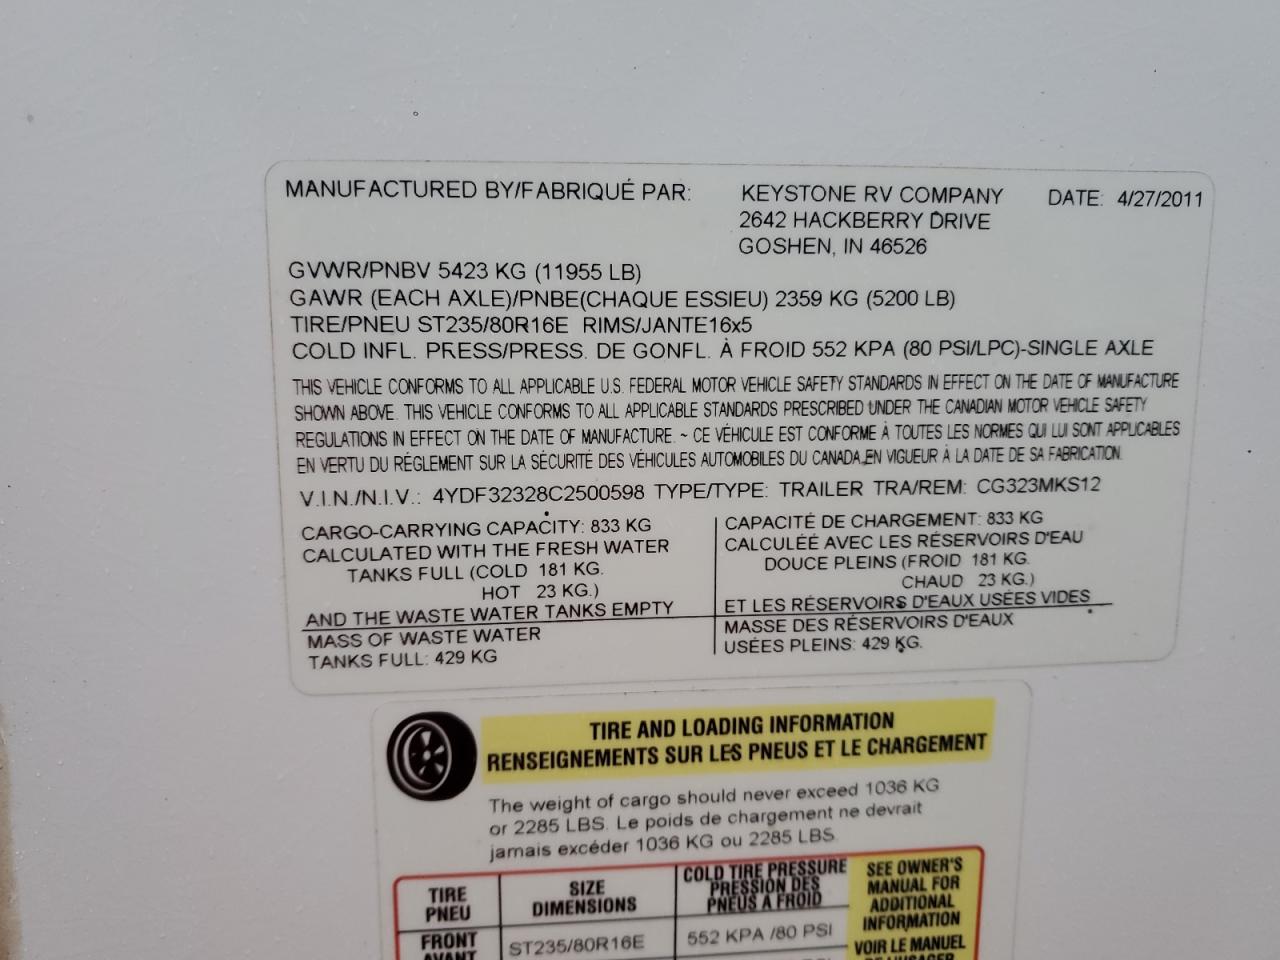 MANUFACTURED BY/FABRIQUÉ PAR: KEYSTONE RV COMPANY DATE: 4/27/2011
2642 HACKBERRY DRIVE
GOSHEN, IN 46526
GVWR/PNBV 5423 KG (11955 LB)
GAWR (EACH AXLE)/PNBE(CHAQUE ESSIEU) 2359 KG (5200 LB)
TIRE/PNEU ST235/80R16E RIMS/JANTE16x5
COLD INFL. PRESS/PRESS. DE GONFL. À FROID 552 KPA (80 PSI/LPC)-SINGLE AXLE
THIS VEHICLE CONFORMS TO ALL APPLICABLE U.S. FEDERAL MOTOR VEHICLE SAFETY STANDARDS IN EFFECT ON THE DATE OF MANUFACTURE
SHOWN ABOVE. THIS VEHICLE CONFORMS TO ALL APPLICABLE STANDARDS PRESCRIBED UNDER THE CANADIAN MOTOR VEHICLE SAFETY
REGULATIONS IN EFFECT ON THE DATE OF MANUFACTURE. ~ CE VÉHICULE EST CONFORME À TOUTES LES NORMES QUI LUI SONT APPLICABLES
EN VERTU DU RÉGLEMENT SUR LA SÉCURITÉ DES VÉHICULES AUTOMOBILES DU CANADA EN VIGUEUR À LA DATE DE SA FABRICATION.
V.I.N./N.I.V.: 4YDF32328C2500598 TYPE/TYPE: TRAILER TRA/REM: CG323MKS12
CARGO-CARRYING CAPACITY: 833 KG
CALCULATED WITH THE FRESH WATER
TANKS FULL (COLD 181 KG.
HOT 23 KG.)
AND THE WASTE WATER TANKS EMPTY
MASS OF WASTE WATER
TANKS FULL: 429 KG
CAPACITÉ DE CHARGEMENT: 833 KG
CALCULÉE AVEC LES RÉSERVOIRS D'EAU
DOUCE PLEINS (FROID 181 KG.
CHAUD 23 KG.)
ET LES RÉSERVOIRS D'EAUX USÉES VIDES
MASSE DES RÉSERVOIRS D'EAUX
USÉES PLEINS: 429 KG.
TIRE AND LOADING INFORMATION
RENSEIGNEMENTS SUR LES PNEUS ET LE CHARGEMENT
The weight of cargo should never exceed 1036 KG
or 2285 LBS. Le poids de chargement ne devrait
jamais excéder 1036 KG ou 2285 LBS.
TIRE
PNEU
SIZE
DIMENSIONS
COLD TIRE PRESSURE
PRESSION DES
PNEUS A FROID
SEE OWNER'S
MANUAL FOR
ADDITIONAL
INFORMATION
VOIR LE MANUEL
DE L'USAGER
FRONT
AVANT
ST235/80R16E
552 KPA /80 PSI